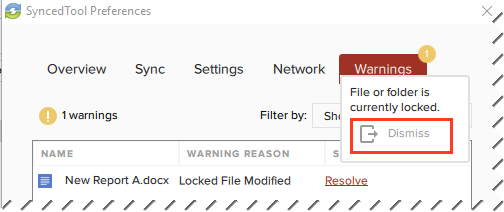 SyncedTool Preferences
1
Overview Sync Settings Network Warnings
File or folder is
currently locked.
1 warnings Filter by:
Dismiss
NAME WARNING REASON
New Report A.docx Locked File Modified Resolve